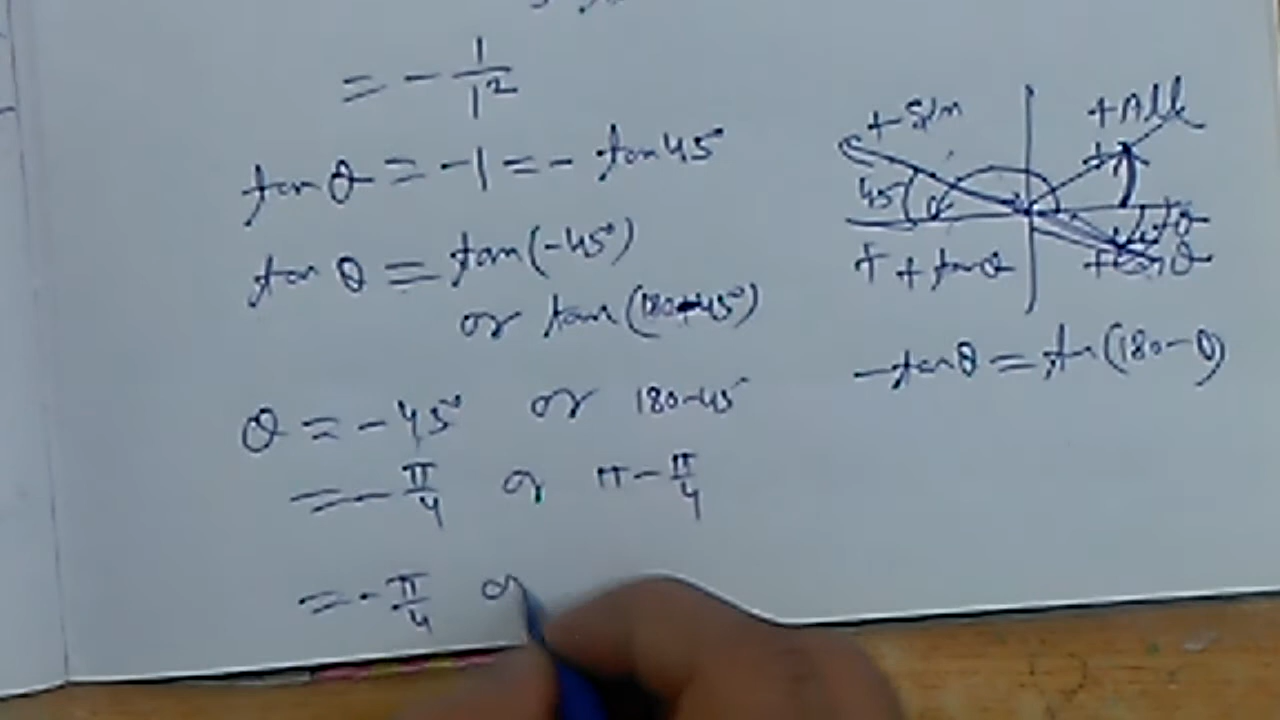 = - 1/1²
tan θ = -1 = - tan 45°
tan θ = tan(-45°)
or tan(180-45°)
θ = -45° or 180-45°
= - π/4 or π - π/4
= - π/4 or
+ Sin
+ All
45°
+ tan θ
- tan θ = tan(180-θ)